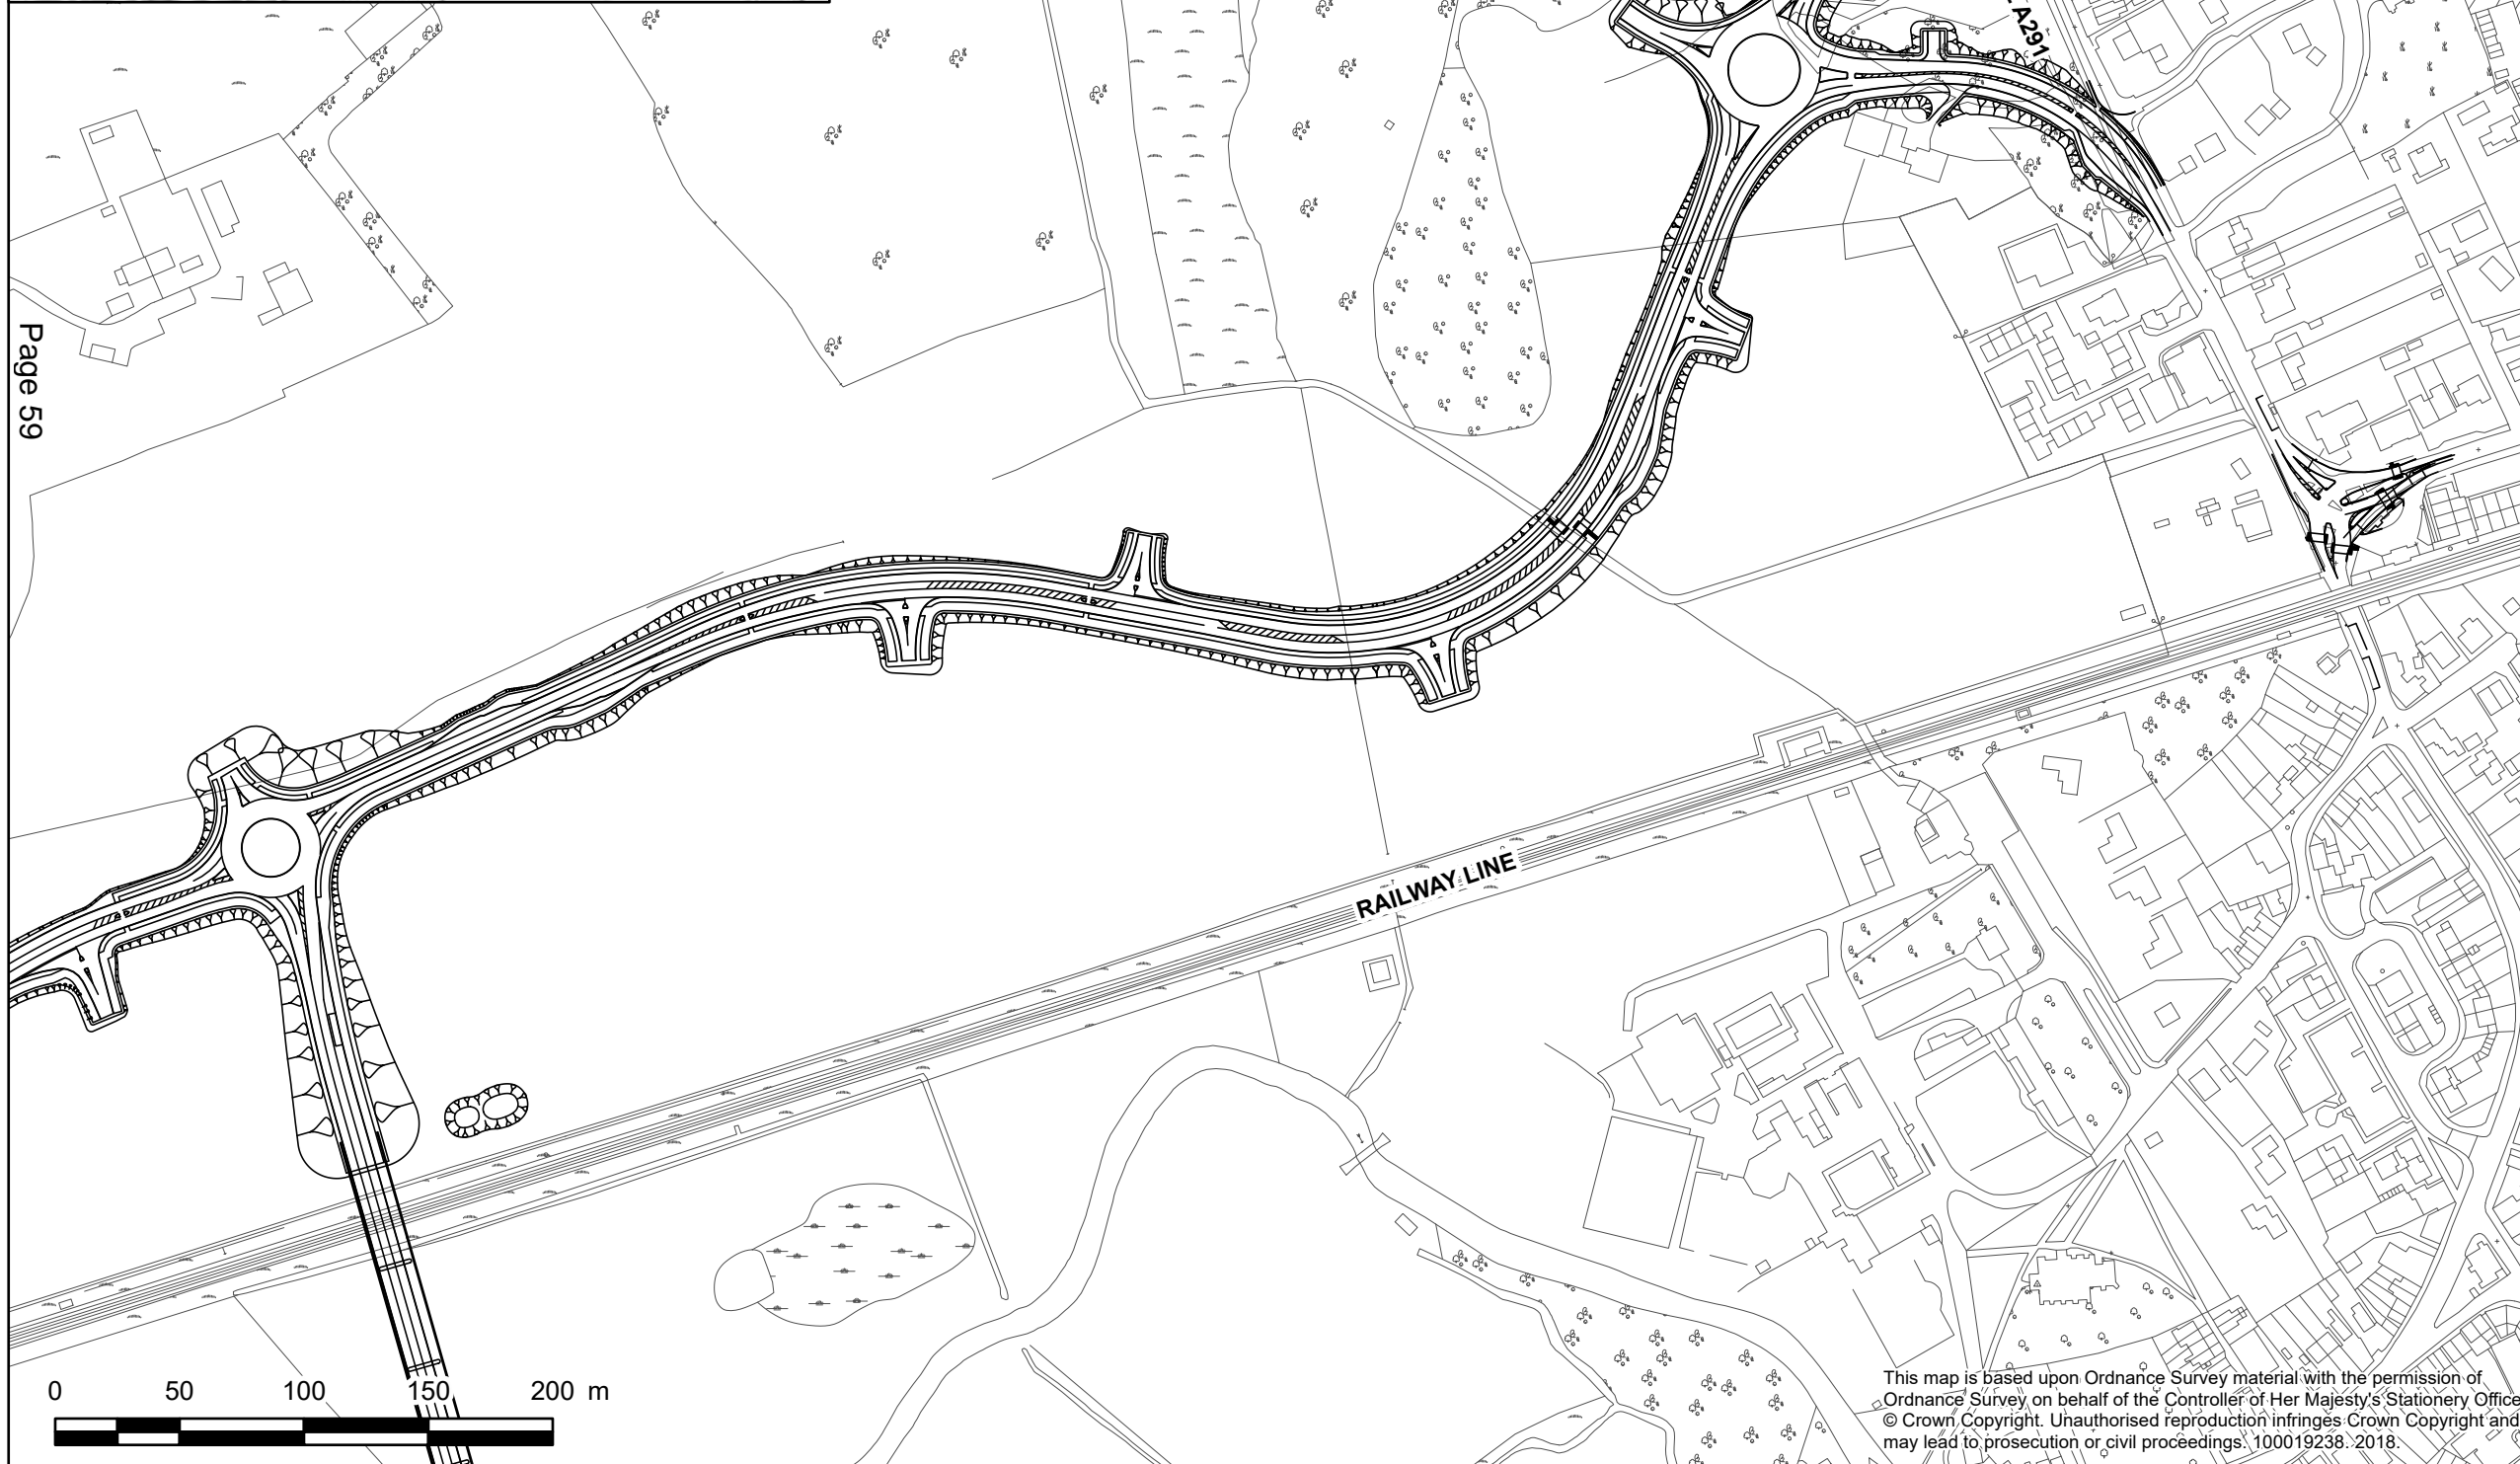 A291
Page 59
RAILWAY LINE
0 50 100 150 200 m
This map is based upon Ordnance Survey material with the permission of
Ordnance Survey on behalf of the Controller of Her Majesty's Stationery Office
© Crown Copyright. Unauthorised reproduction infringes Crown Copyright and
may lead to prosecution or civil proceedings. 100019238. 2018.